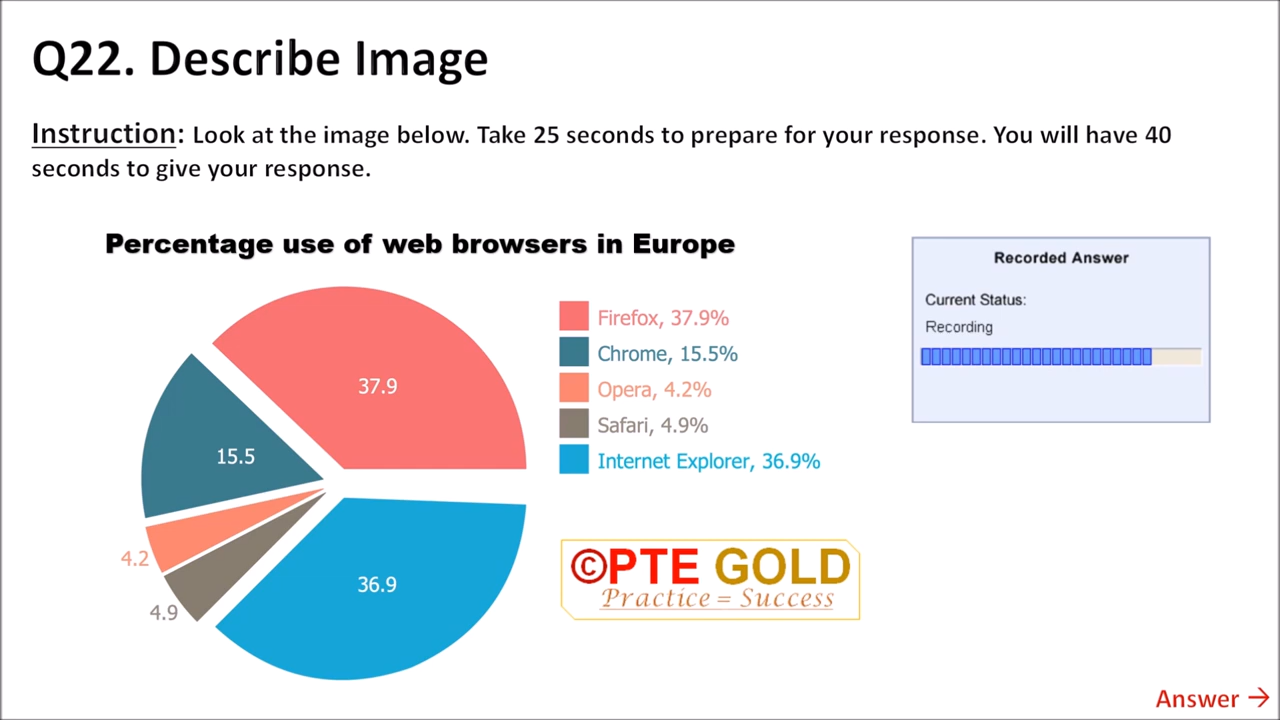 Q22. Describe Image
Instruction: Look at the image below. Take 25 seconds to prepare for your response. You will have 40
seconds to give your response.
Percentage use of web browsers in Europe
37.9
15.5
4.2
4.9
36.9
Firefox, 37.9%
Chrome, 15.5%
Opera, 4.2%
Safari, 4.9%
Internet Explorer, 36.9%
Recorded Answer
Current Status:
Recording
©PTE GOLD
Practice = Success
Answer →